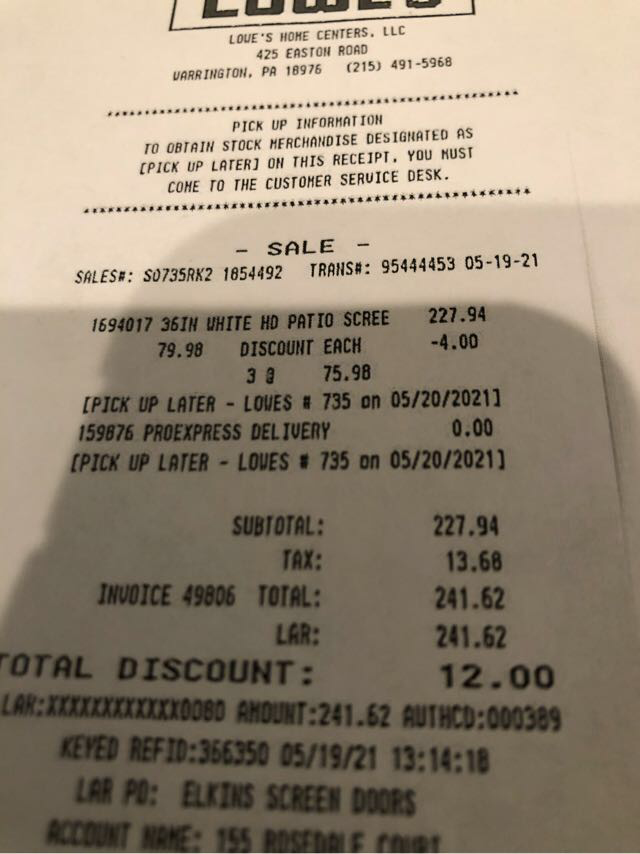 LOWE'S
LOWE'S HOME CENTERS, LLC
425 EASTON ROAD
WARRINGTON, PA 18976 (215) 491-5968
****************************************************
PICK UP INFORMATION
TO OBTAIN STOCK MERCHANDISE DESIGNATED AS
[PICK UP LATER] ON THIS RECEIPT, YOU MUST
COME TO THE CUSTOMER SERVICE DESK.
****************************************************
- SALE -
SALES#: S0735RK2 1854492 TRANS#: 95444453 05-19-21
1694017 36IN WHITE HD PATIO SCREE 227.94
79.98 DISCOUNT EACH -4.00
3 @ 75.98
[PICK UP LATER - LOWES # 735 on 05/20/2021]
159876 PROEXPRESS DELIVERY 0.00
[PICK UP LATER - LOWES # 735 on 05/20/2021]
SUBTOTAL: 227.94
TAX: 13.68
INVOICE 49806 TOTAL: 241.62
LAR: 241.62
TOTAL DISCOUNT: 12.00
LAR:XXXXXXXXXXXX0080 AMOUNT:241.62 AUTHCD:000389
KEYED REFID:366350 05/19/21 13:14:18
LAR PO: ELKINS SCREEN DOORS
ACCOUNT NAME: 155 ROSEDALE COURT